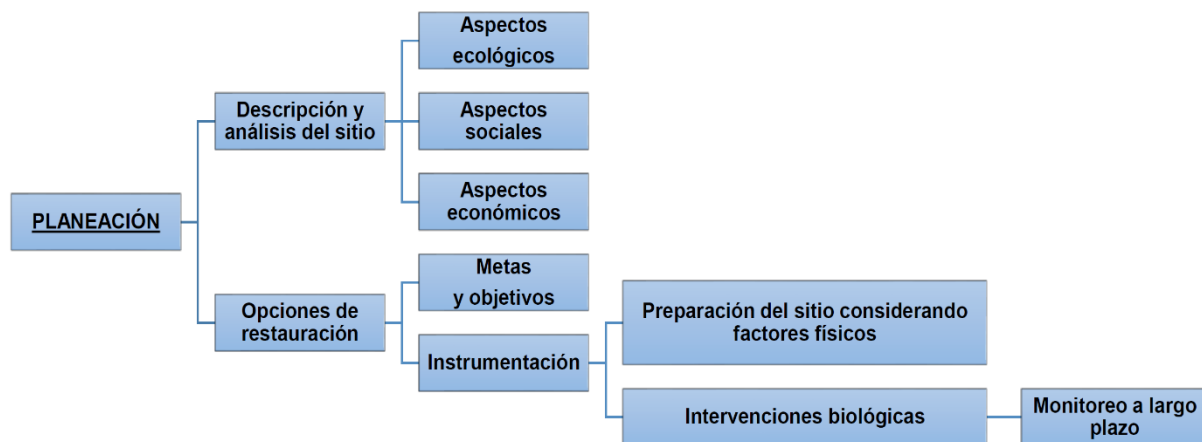 PLANEACIÓN
Descripción y
análisis del sitio
Aspectos
ecológicos
Aspectos
sociales
Aspectos
económicos
Opciones de
restauración
Metas
y objetivos
Instrumentación
Preparación del sitio considerando
factores físicos
Intervenciones biológicas
Monitoreo a largo
plazo